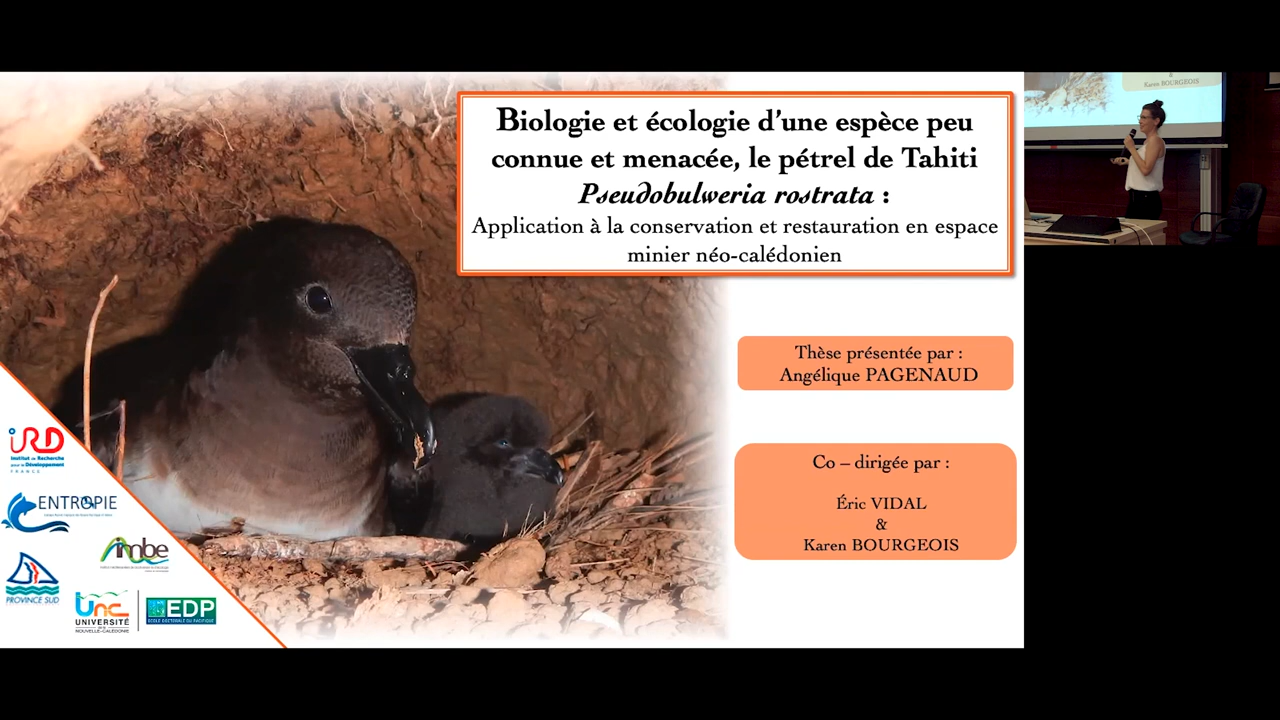 Biologie et écologie d'une espèce peu
connue et menacée, le pétrel de Tahiti
Pseudobulweria rostrata :
Application à la conservation et restauration en espace
minier néo-calédonien
Thèse présentée par :
Angélique PAGENAUD
Co – dirigée par :
Éric VIDAL
&
Karen BOURGEOIS
&
Karen BOURGEOIS
IRD
Institut de Recherche
pour le Développement
FRANCE
ENTROPIE
imbe
PROVINCE SUD
unc
UNIVERSITÉ
DE LA
NOUVELLE-CALÉDONIE
EDP
ECOLE DOCTORALE DU PACIFIQUE